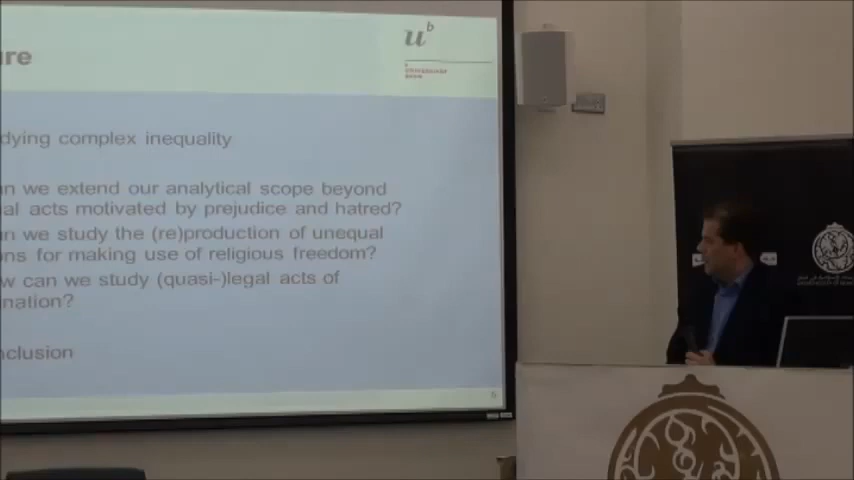 re
u^b
dying complex inequality
n we extend our analytical scope beyond
al acts motivated by prejudice and hatred?
n we study the (re)production of unequal
ons for making use of religious freedom?
w can we study (quasi-)legal acts of
nation?
nclusion